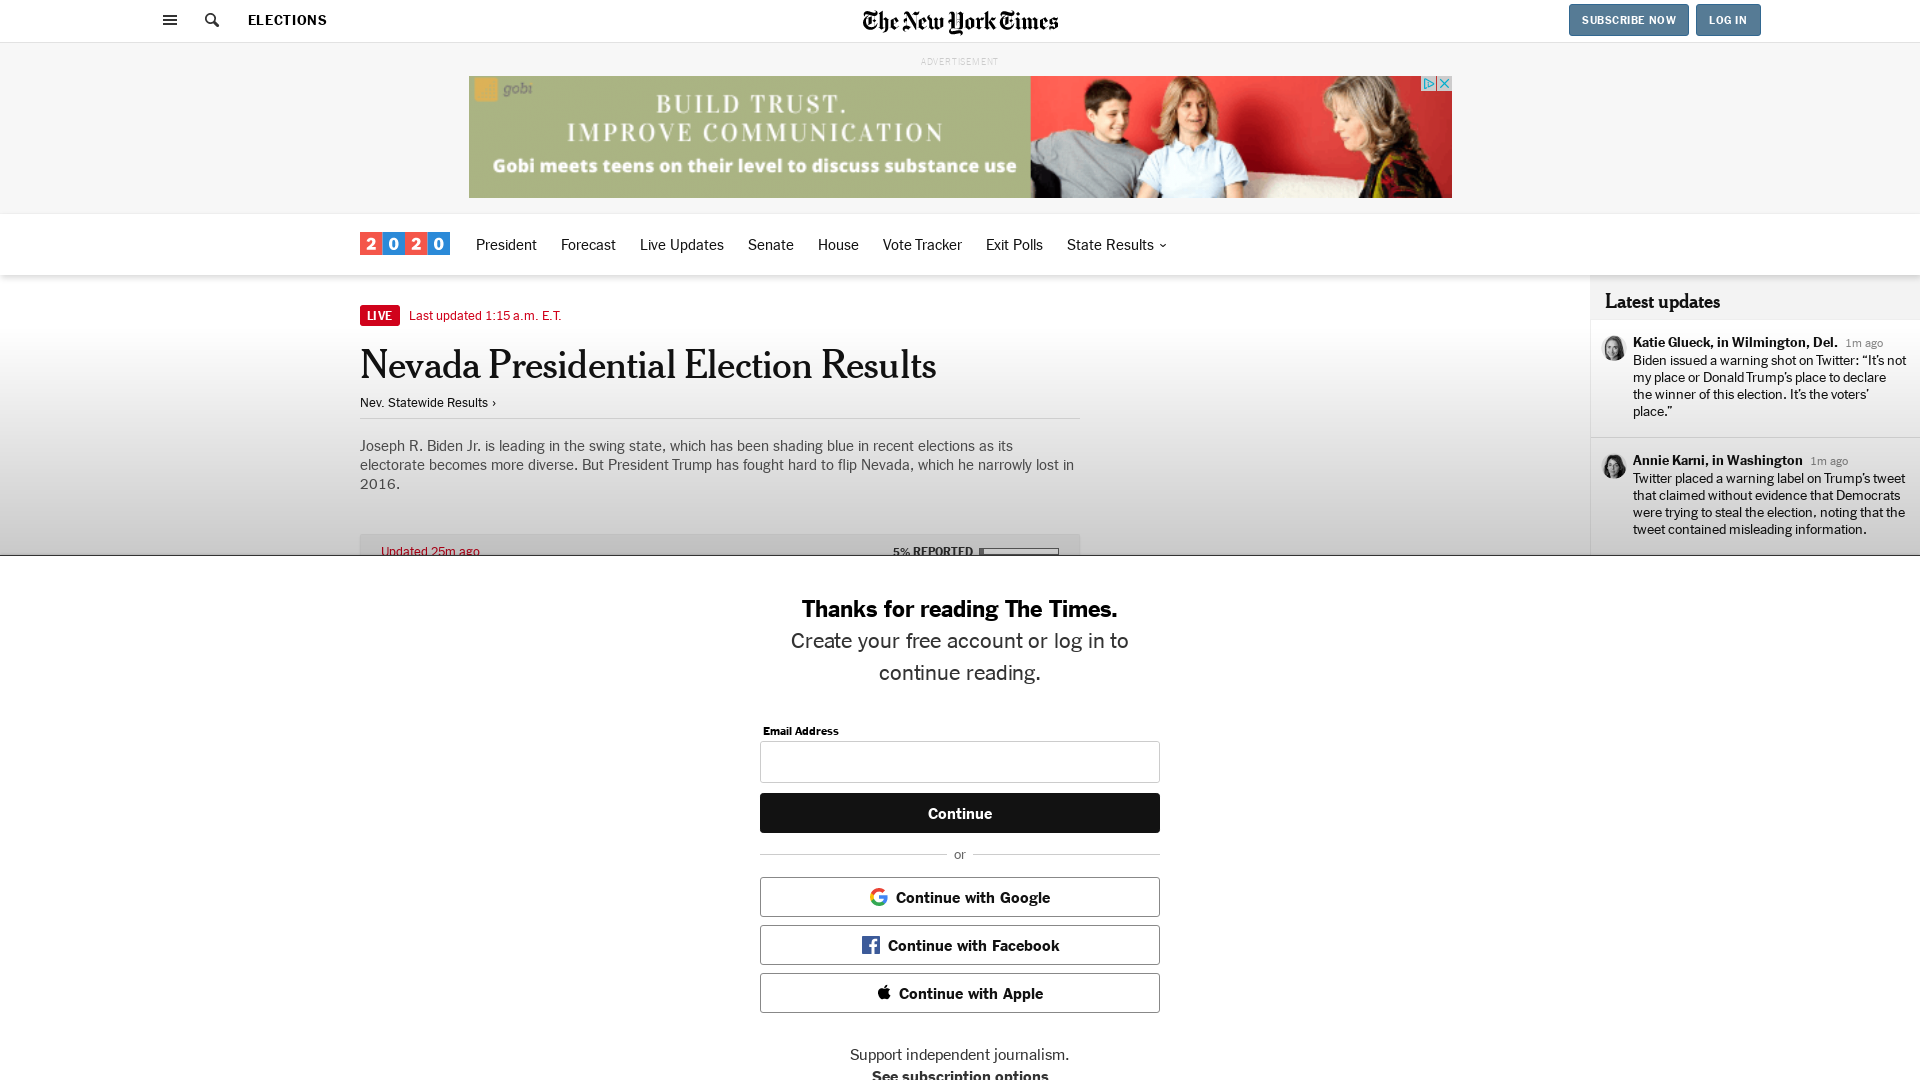 ELECTIONS
The New York Times
SUBSCRIBE NOW
LOG IN
ADVERTISEMENT
gobi
BUILD TRUST.
IMPROVE COMMUNICATION
Gobi meets teens on their level to discuss substance use
2020
President
Forecast
Live Updates
Senate
House
Vote Tracker
Exit Polls
State Results
LIVE
Last updated 1:15 a.m. E.T.
Nevada Presidential Election Results
Nev. Statewide Results ›
Joseph R. Biden Jr. is leading in the swing state, which has been shading blue in recent elections as its
electorate becomes more diverse. But President Trump has fought hard to flip Nevada, which he narrowly lost in
2016.
Updated 25m ago
5% REPORTED
Latest updates
Katie Glueck, in Wilmington, Del. 1m ago
Biden issued a warning shot on Twitter: “It’s not
my place or Donald Trump’s place to declare
the winner of this election. It’s the voters’
place.”
Annie Karni, in Washington 1m ago
Twitter placed a warning label on Trump’s tweet
that claimed without evidence that Democrats
were trying to steal the election, noting that the
tweet contained misleading information.
Thanks for reading The Times.
Create your free account or log in to
continue reading.
Email Address
Continue
or
Continue with Google
Continue with Facebook
Continue with Apple
Support independent journalism.
See subscription options